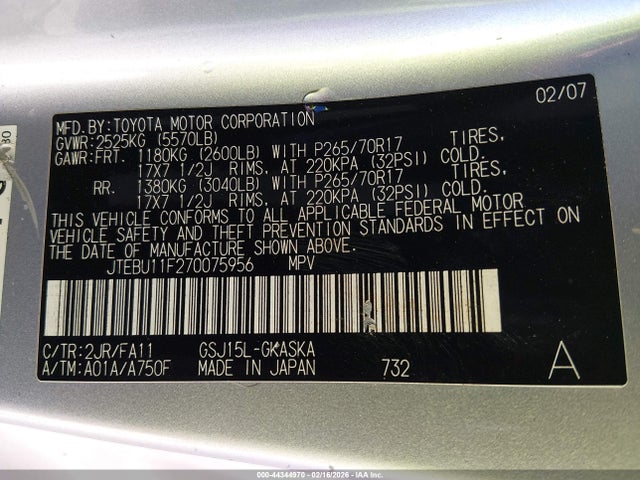 02/07
MFD.BY:TOYOTA MOTOR CORPORATION
GVWR:2525KG (5570LB)
GAWR:FRT. 1180KG (2600LB) WITH P265/70R17 TIRES,
17X7 1/2J RIMS, AT 220KPA (32PSI) COLD.
RR. 1380KG (3040LB) WITH P265/70R17 TIRES,
17X7 1/2J RIMS, AT 220KPA (32PSI) COLD.
THIS VEHICLE CONFORMS TO ALL APPLICABLE FEDERAL MOTOR
VEHICLE SAFETY AND THEFT PREVENTION STANDARDS IN EFFECT ON
THE DATE OF MANUFACTURE SHOWN ABOVE.
JTEBU11F270075956 MPV
C/TR:2JR/FA11 GSJ15L-GKASKA
A/TM:A01A/A750F MADE IN JAPAN 732 A
000-44344970 - 02/16/2026 - IAA Inc.